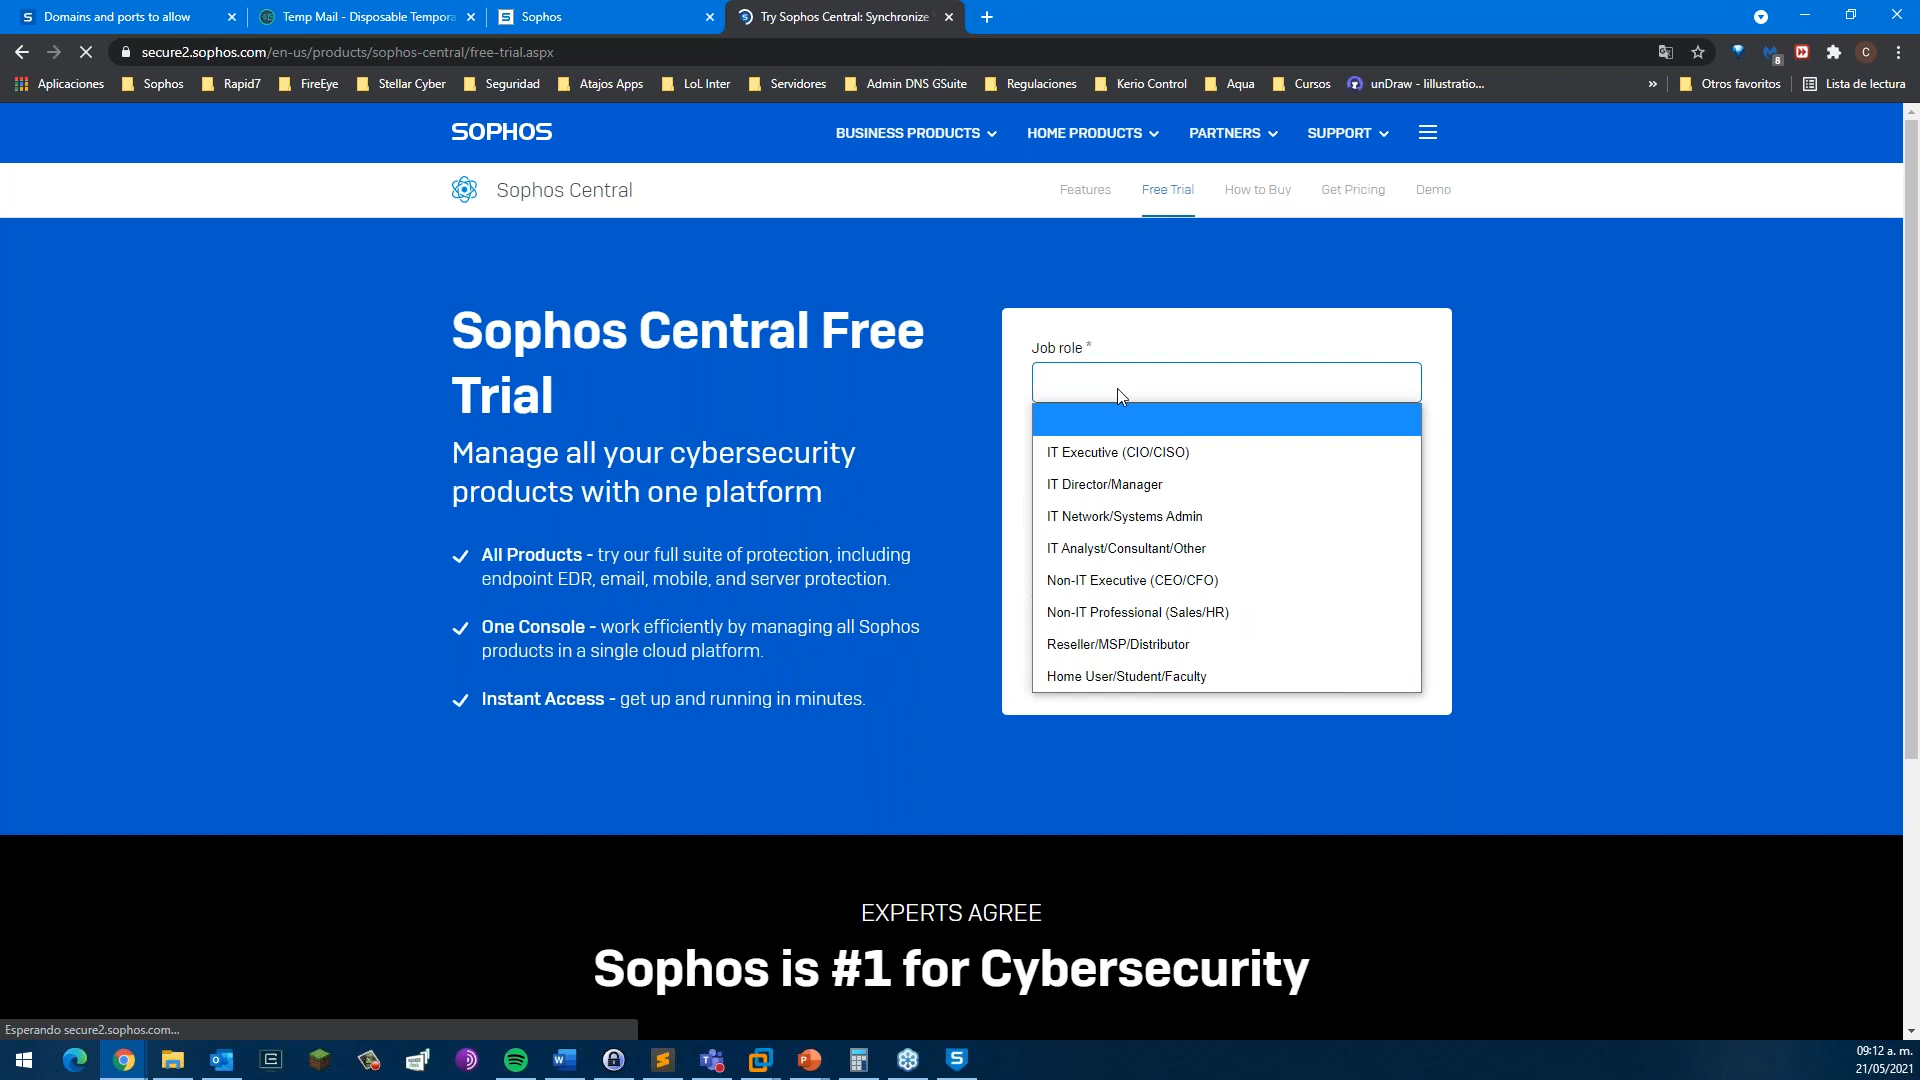 Domains and ports to allow
Temp Mail - Disposable Tempora
Sophos
Try Sophos Central: Synchronize
secure2.sophos.com/en-us/products/sophos-central/free-trial.aspx
8
C
Aplicaciones
Sophos
Rapid7
FireEye
Stellar Cyber
Seguridad
Atajos Apps
LoL Inter
Servidores
Admin DNS GSuite
Regulaciones
Kerio Control
Aqua
Cursos
unDraw - Iillustratio...
»
Otros favoritos
Lista de lectura
SOPHOS
BUSINESS PRODUCTS
HOME PRODUCTS
PARTNERS
SUPPORT
Sophos Central
Features
Free Trial
How to Buy
Get Pricing
Demo
Sophos Central Free
Trial
Manage all your cybersecurity
products with one platform
All Products - try our full suite of protection, including
endpoint EDR, email, mobile, and server protection.
One Console - work efficiently by managing all Sophos
products in a single cloud platform.
Instant Access - get up and running in minutes.
Job role *
IT Executive (CIO/CISO)
IT Director/Manager
IT Network/Systems Admin
IT Analyst/Consultant/Other
Non-IT Executive (CEO/CFO)
Non-IT Professional (Sales/HR)
Reseller/MSP/Distributor
Home User/Student/Faculty
EXPERTS AGREE
Sophos is #1 for Cybersecurity
Esperando secure2.sophos.com...
09:12 a. m.
21/05/2021